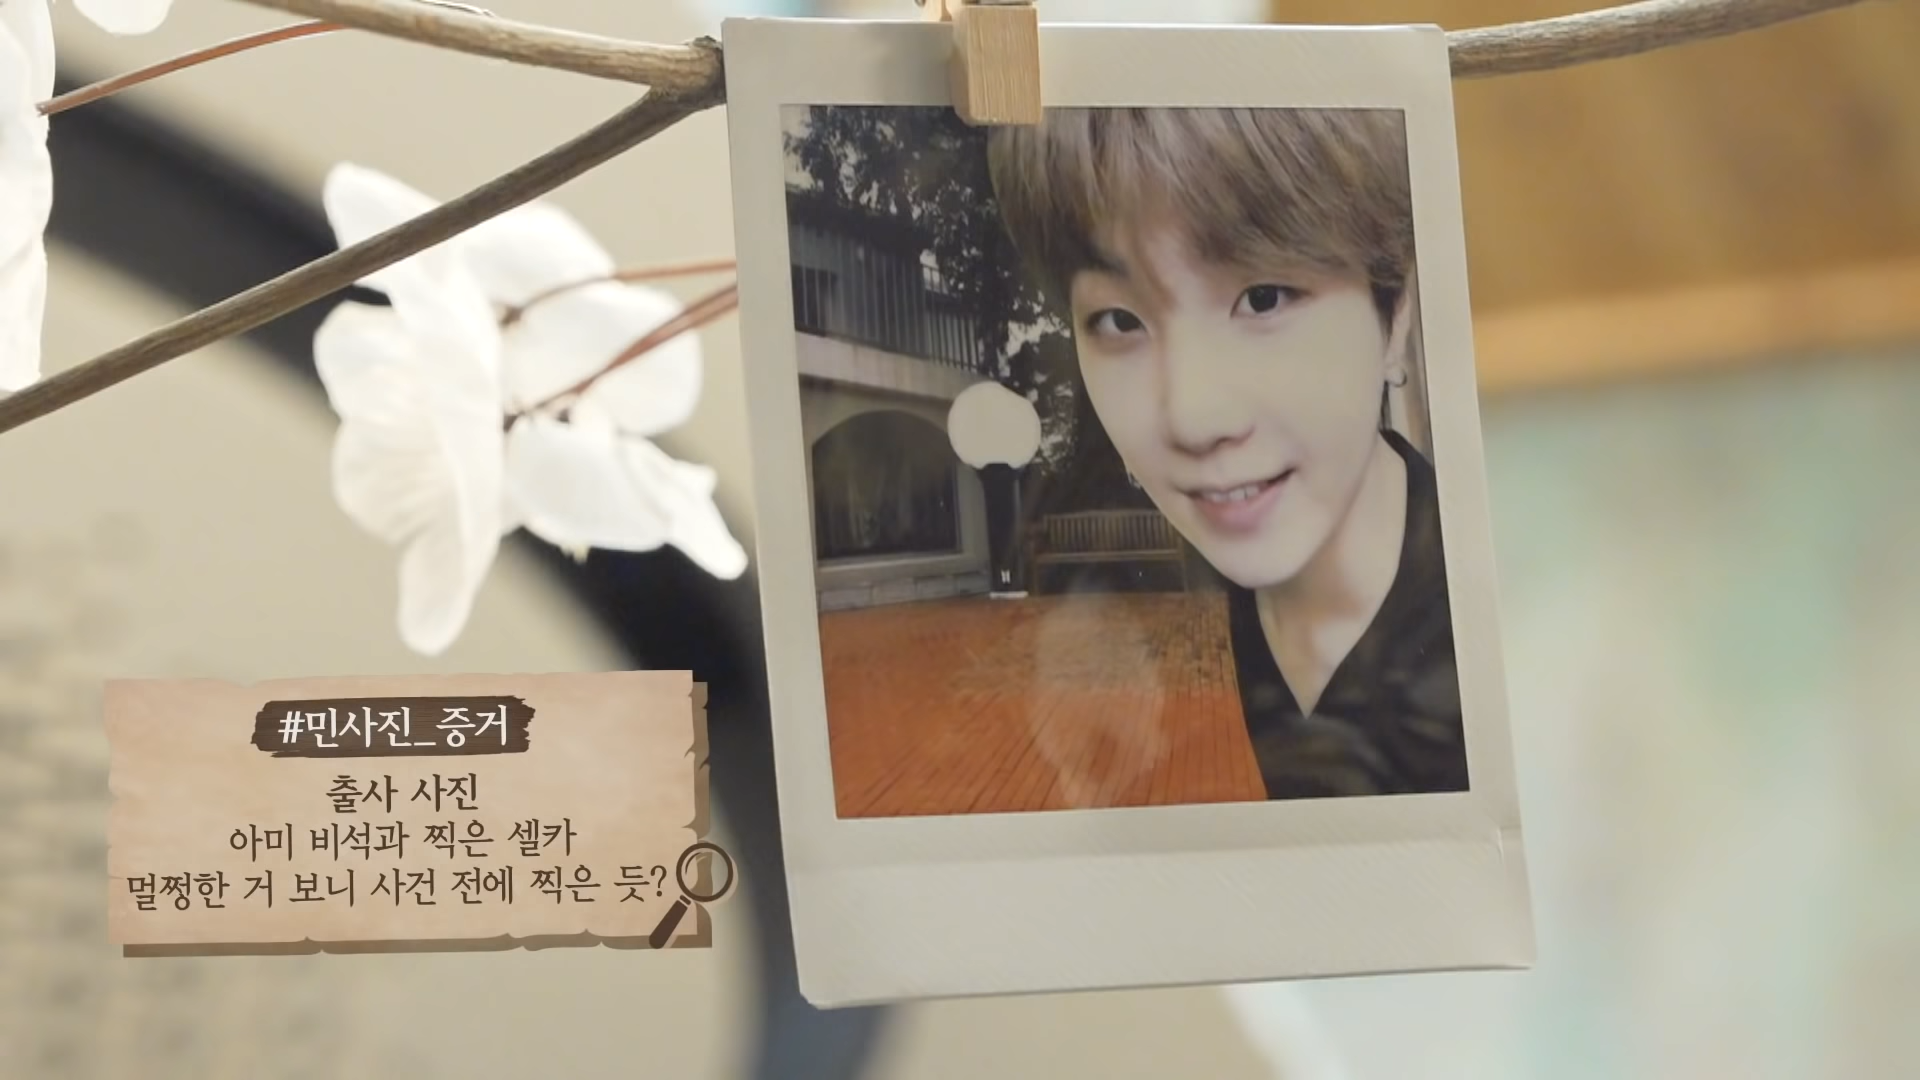 #민사진_증거
출사 사진
아미 비석과 찍은 셀카
멀쩡한 거 보니 사건 전에 찍은 듯?